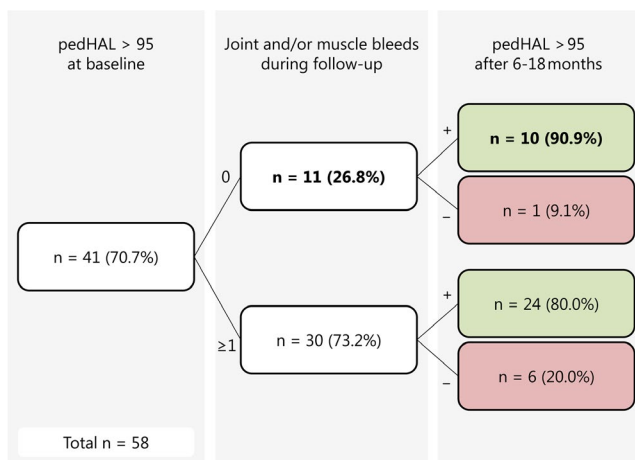 pedHAL > 95
at baseline
Joint and/or muscle bleeds
during follow-up
pedHAL >95
after 6-18months
n = 41 (70.7%)
0
n = 11 (26.8%)
+
n = 10 (90.9%)
–
n = 1 (9.1%)
≥1
n = 30 (73.2%)
+
n = 24 (80.0%)
–
n = 6 (20.0%)
Total n = 58